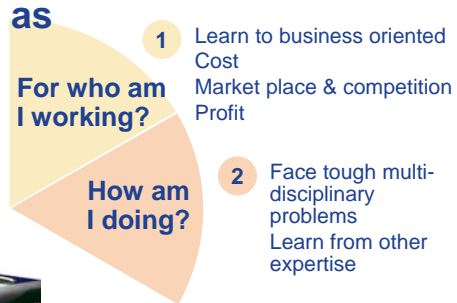 as
1
Learn to business oriented
Cost
Market place & competition
Profit
For who am
I working?
2
Face tough multi-
disciplinary
problems
Learn from other
expertise
How am
I doing?